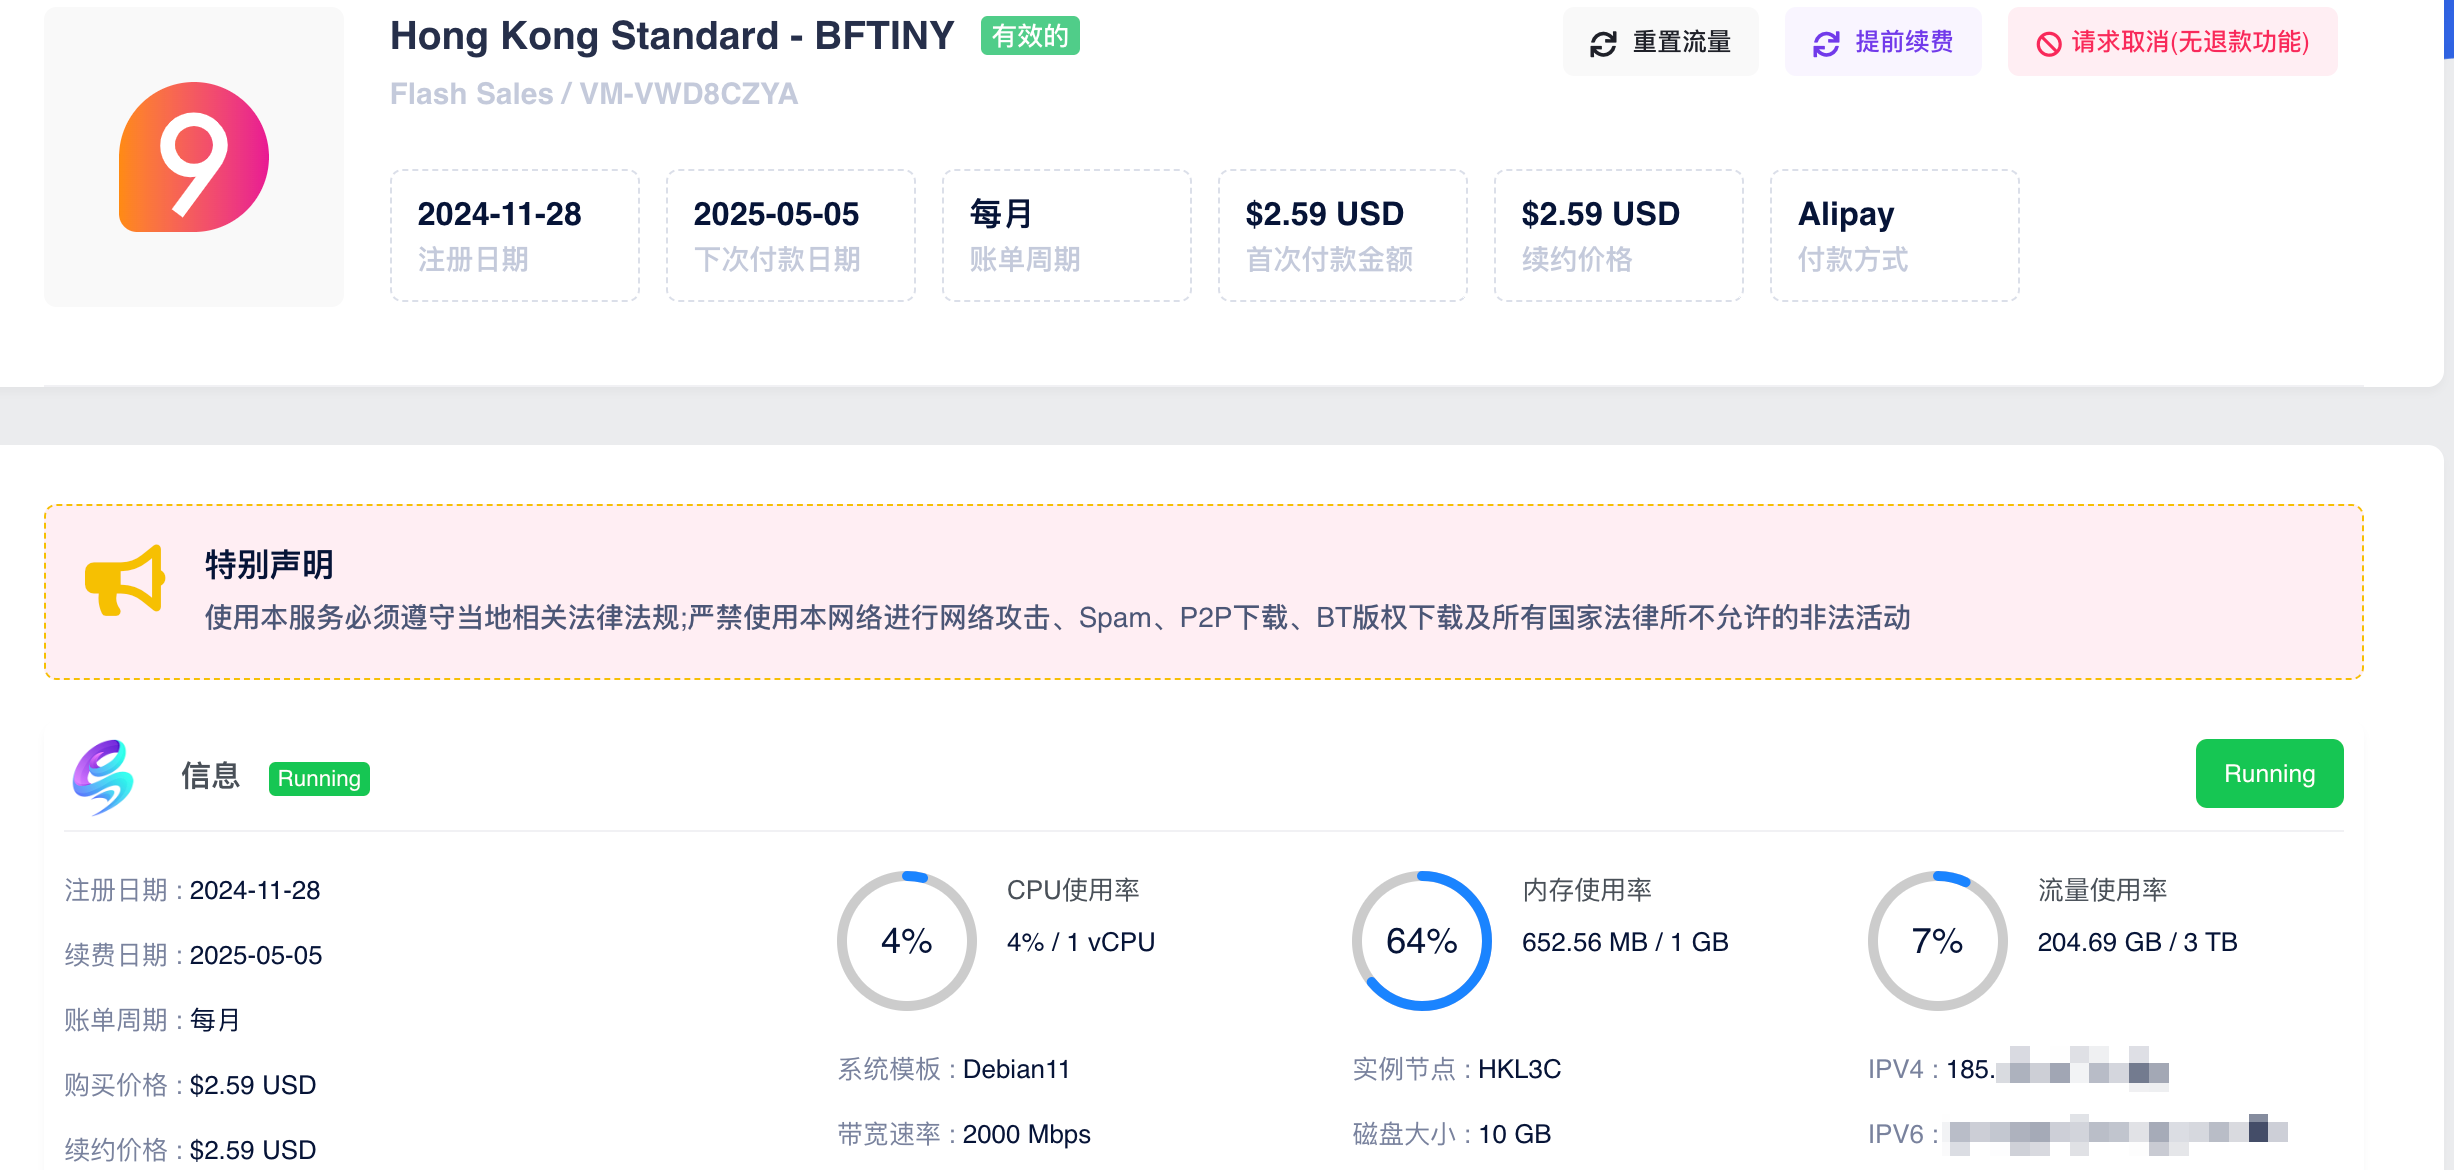 Hong Kong Standard - BFTINY 有效的
重置流量 提前续费 请求取消(无退款功能)
Flash Sales / VM-VWD8CZYA
9
2024-11-28 2025-05-05 每月 $2.59 USD $2.59 USD Alipay
注册日期 下次付款日期 账单周期 首次付款金额 续约价格 付款方式
特别声明
使用本服务必须遵守当地相关法律法规;严禁使用本网络进行网络攻击、Spam、P2P下载、BT版权下载及所有国家法律所不允许的非法活动
信息 Running Running
注册日期 : 2024-11-28
续费日期 : 2025-05-05
账单周期 : 每月
购买价格 : $2.59 USD
续约价格 : $2.59 USD
4% CPU使用率
4% / 1 vCPU
系统模板 : Debian11
带宽速率 : 2000 Mbps
64% 内存使用率
652.56 MB / 1 GB
实例节点 : HKL3C
磁盘大小 : 10 GB
7% 流量使用率
204.69 GB / 3 TB
IPV4 : 185.
IPV6 :